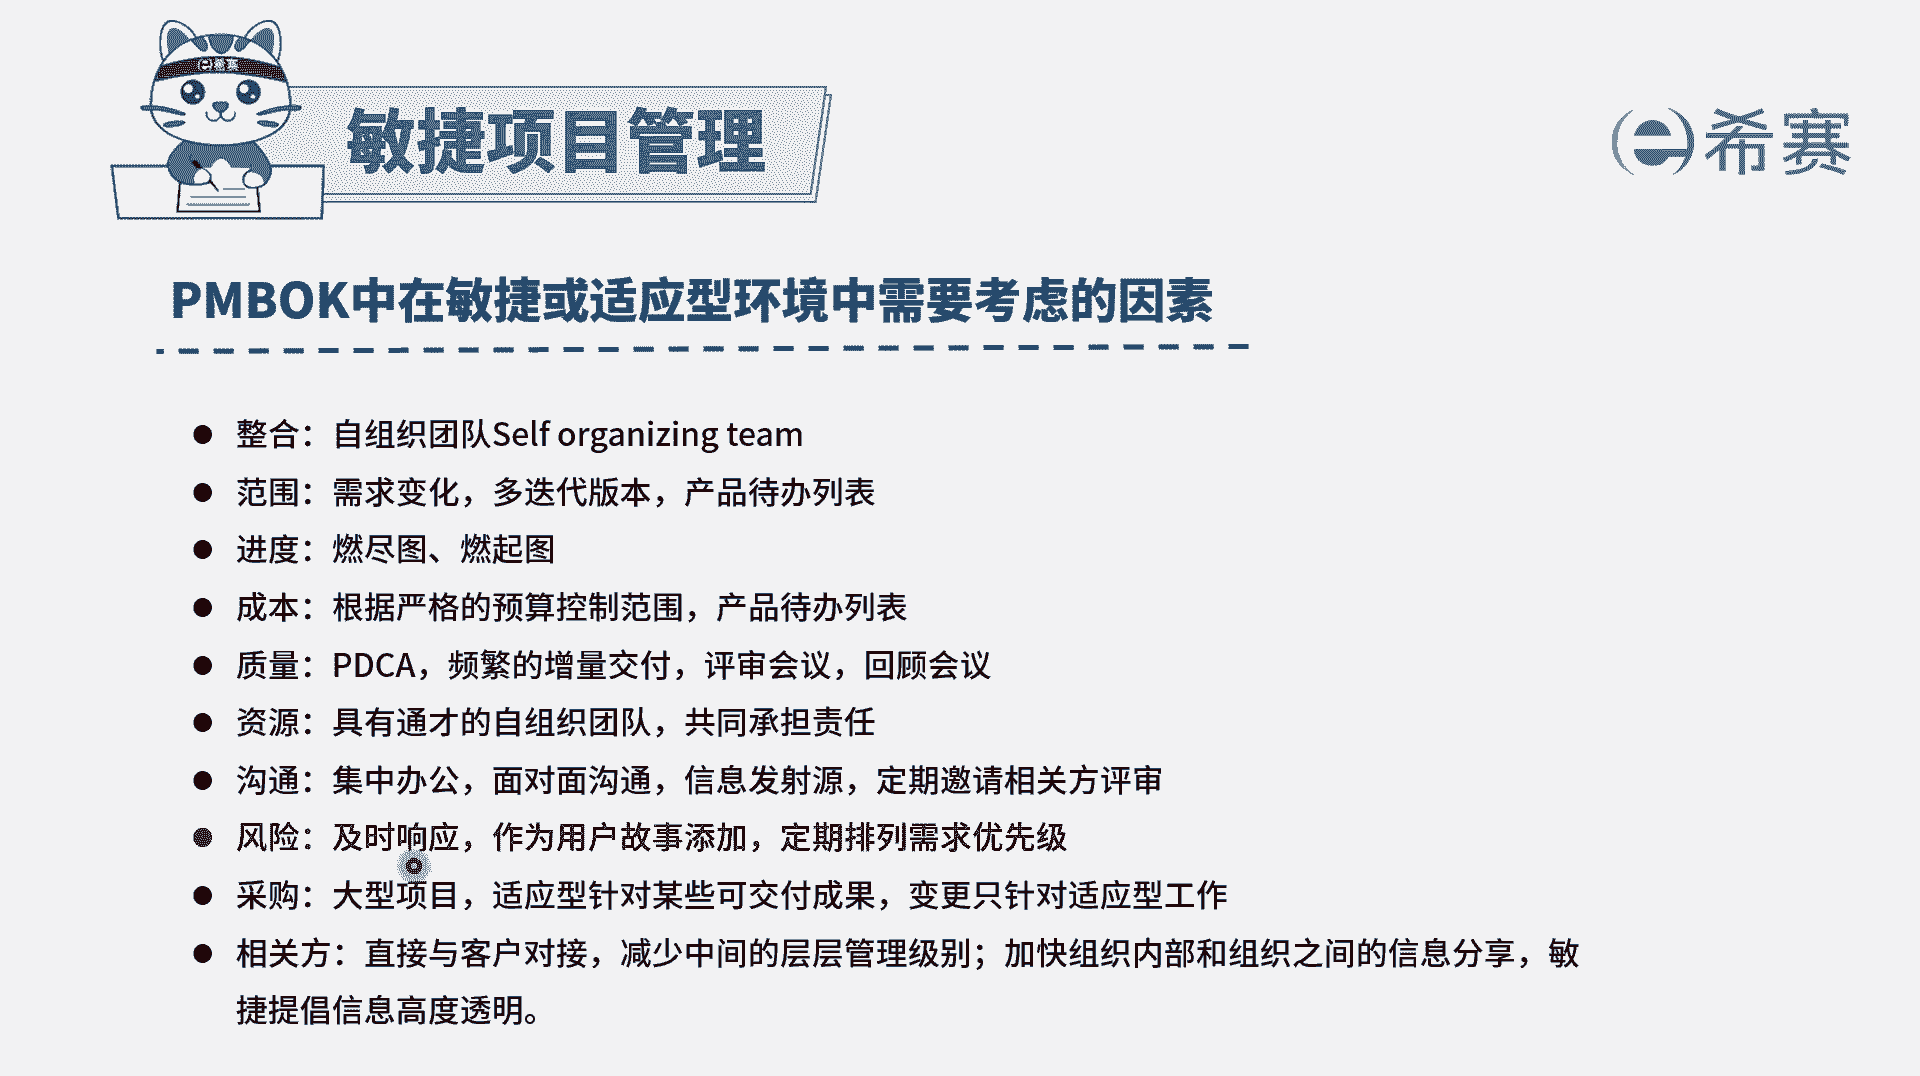 e希赛
敏捷项目管理
e希赛
PMBOK中在敏捷或适应型环境中需要考虑的因素
● 整合：自组织团队Self organizing team
● 范围：需求变化，多迭代版本，产品待办列表
● 进度：燃尽图、燃起图
● 成本：根据严格的预算控制范围，产品待办列表
● 质量：PDCA，频繁的增量交付，评审会议，回顾会议
● 资源：具有通才的自组织团队，共同承担责任
● 沟通：集中办公，面对面沟通，信息发射源，定期邀请相关方评审
● 风险：及时响应，作为用户故事添加，定期排列需求优先级
● 采购：大型项目，适应型针对某些可交付成果，变更只针对适应型工作
● 相关方：直接与客户对接，减少中间的层层管理级别；加快组织内部和组织之间的信息分享，敏
捷提倡信息高度透明。